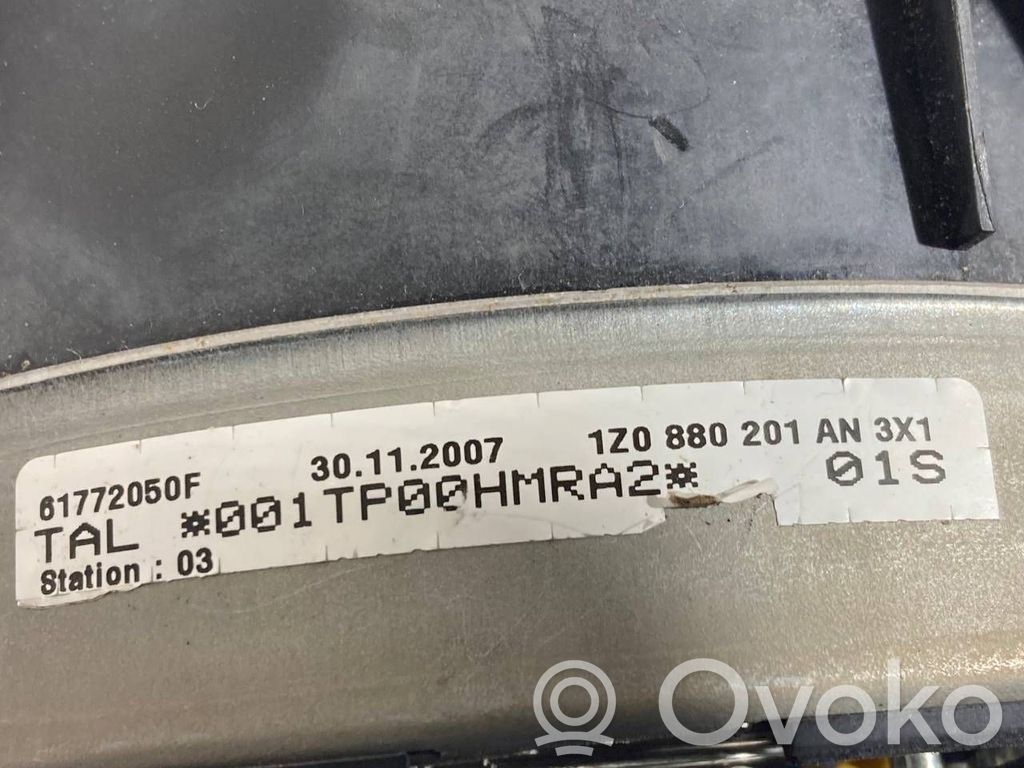 61772050F 30.11.2007 1Z0 880 201 AN 3X1
TAL *001TP00HMRA2* 01S
Station : 03
Ovoko